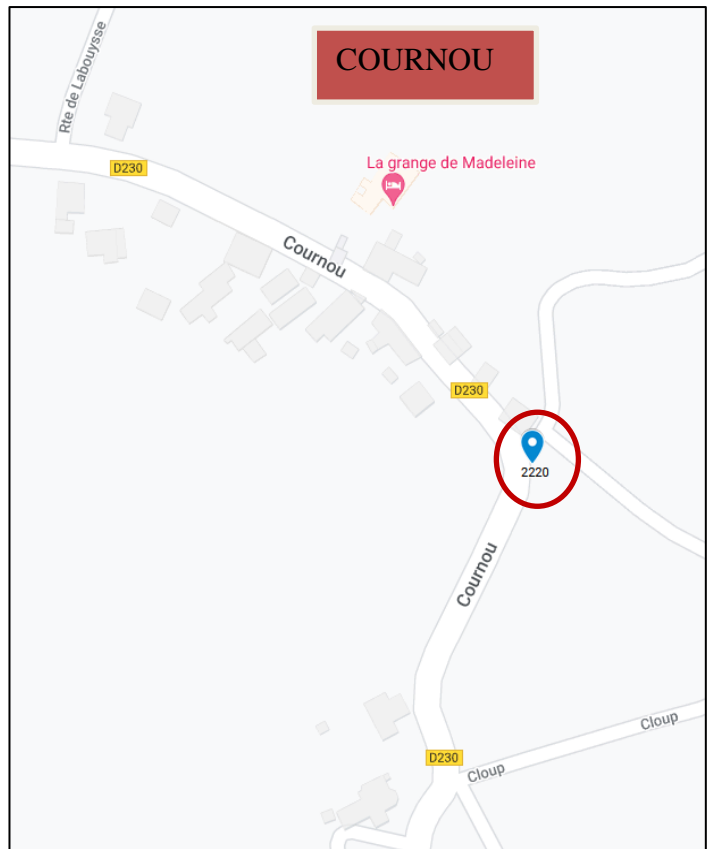 COURNOU
Rte de Labouysse
La grange de Madeleine
D230
Cournou
D230
2220
Cournou
Cloup
D230
Cloup